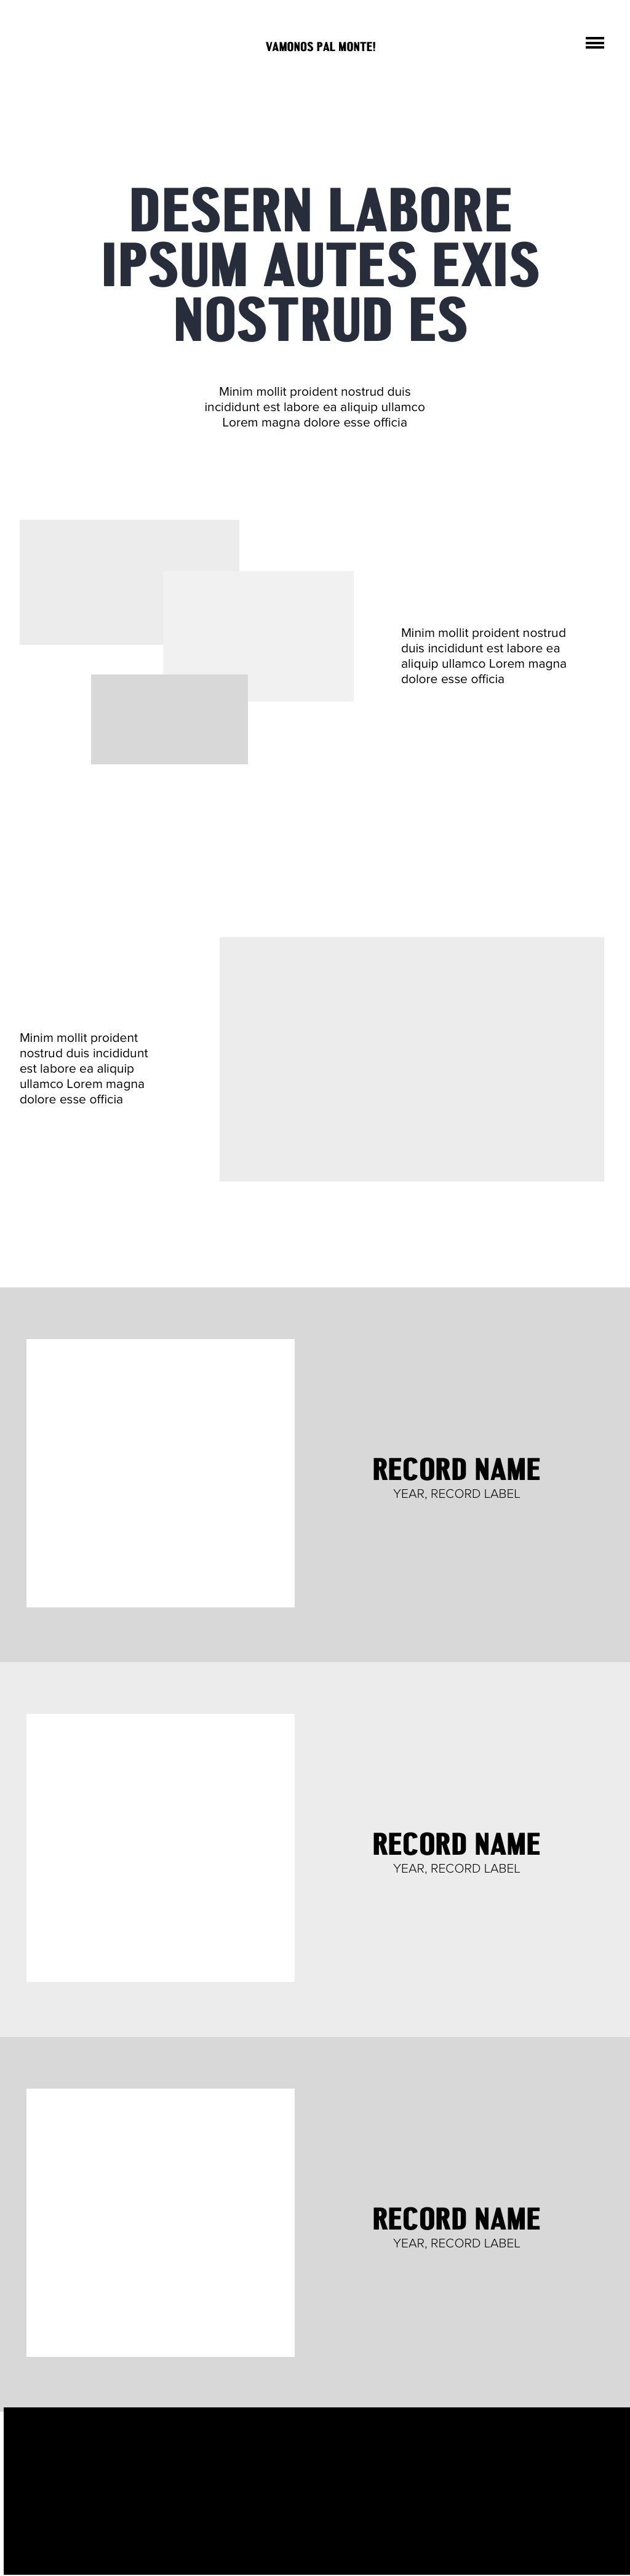 VAMONOS PAL MONTE!
DESERN LABORE
IPSUM AUTES EXIS
NOSTRUD ES
Minim mollit proident nostrud duis
incididunt est labore ea aliquip ullamco
Lorem magna dolore esse officia
Minim mollit proident nostrud
duis incididunt est labore ea
aliquip ullamco Lorem magna
dolore esse officia
Minim mollit proident
nostrud duis incididunt
est labore ea aliquip
ullamco Lorem magna
dolore esse officia
RECORD NAME
YEAR, RECORD LABEL
RECORD NAME
YEAR, RECORD LABEL
RECORD NAME
YEAR, RECORD LABEL